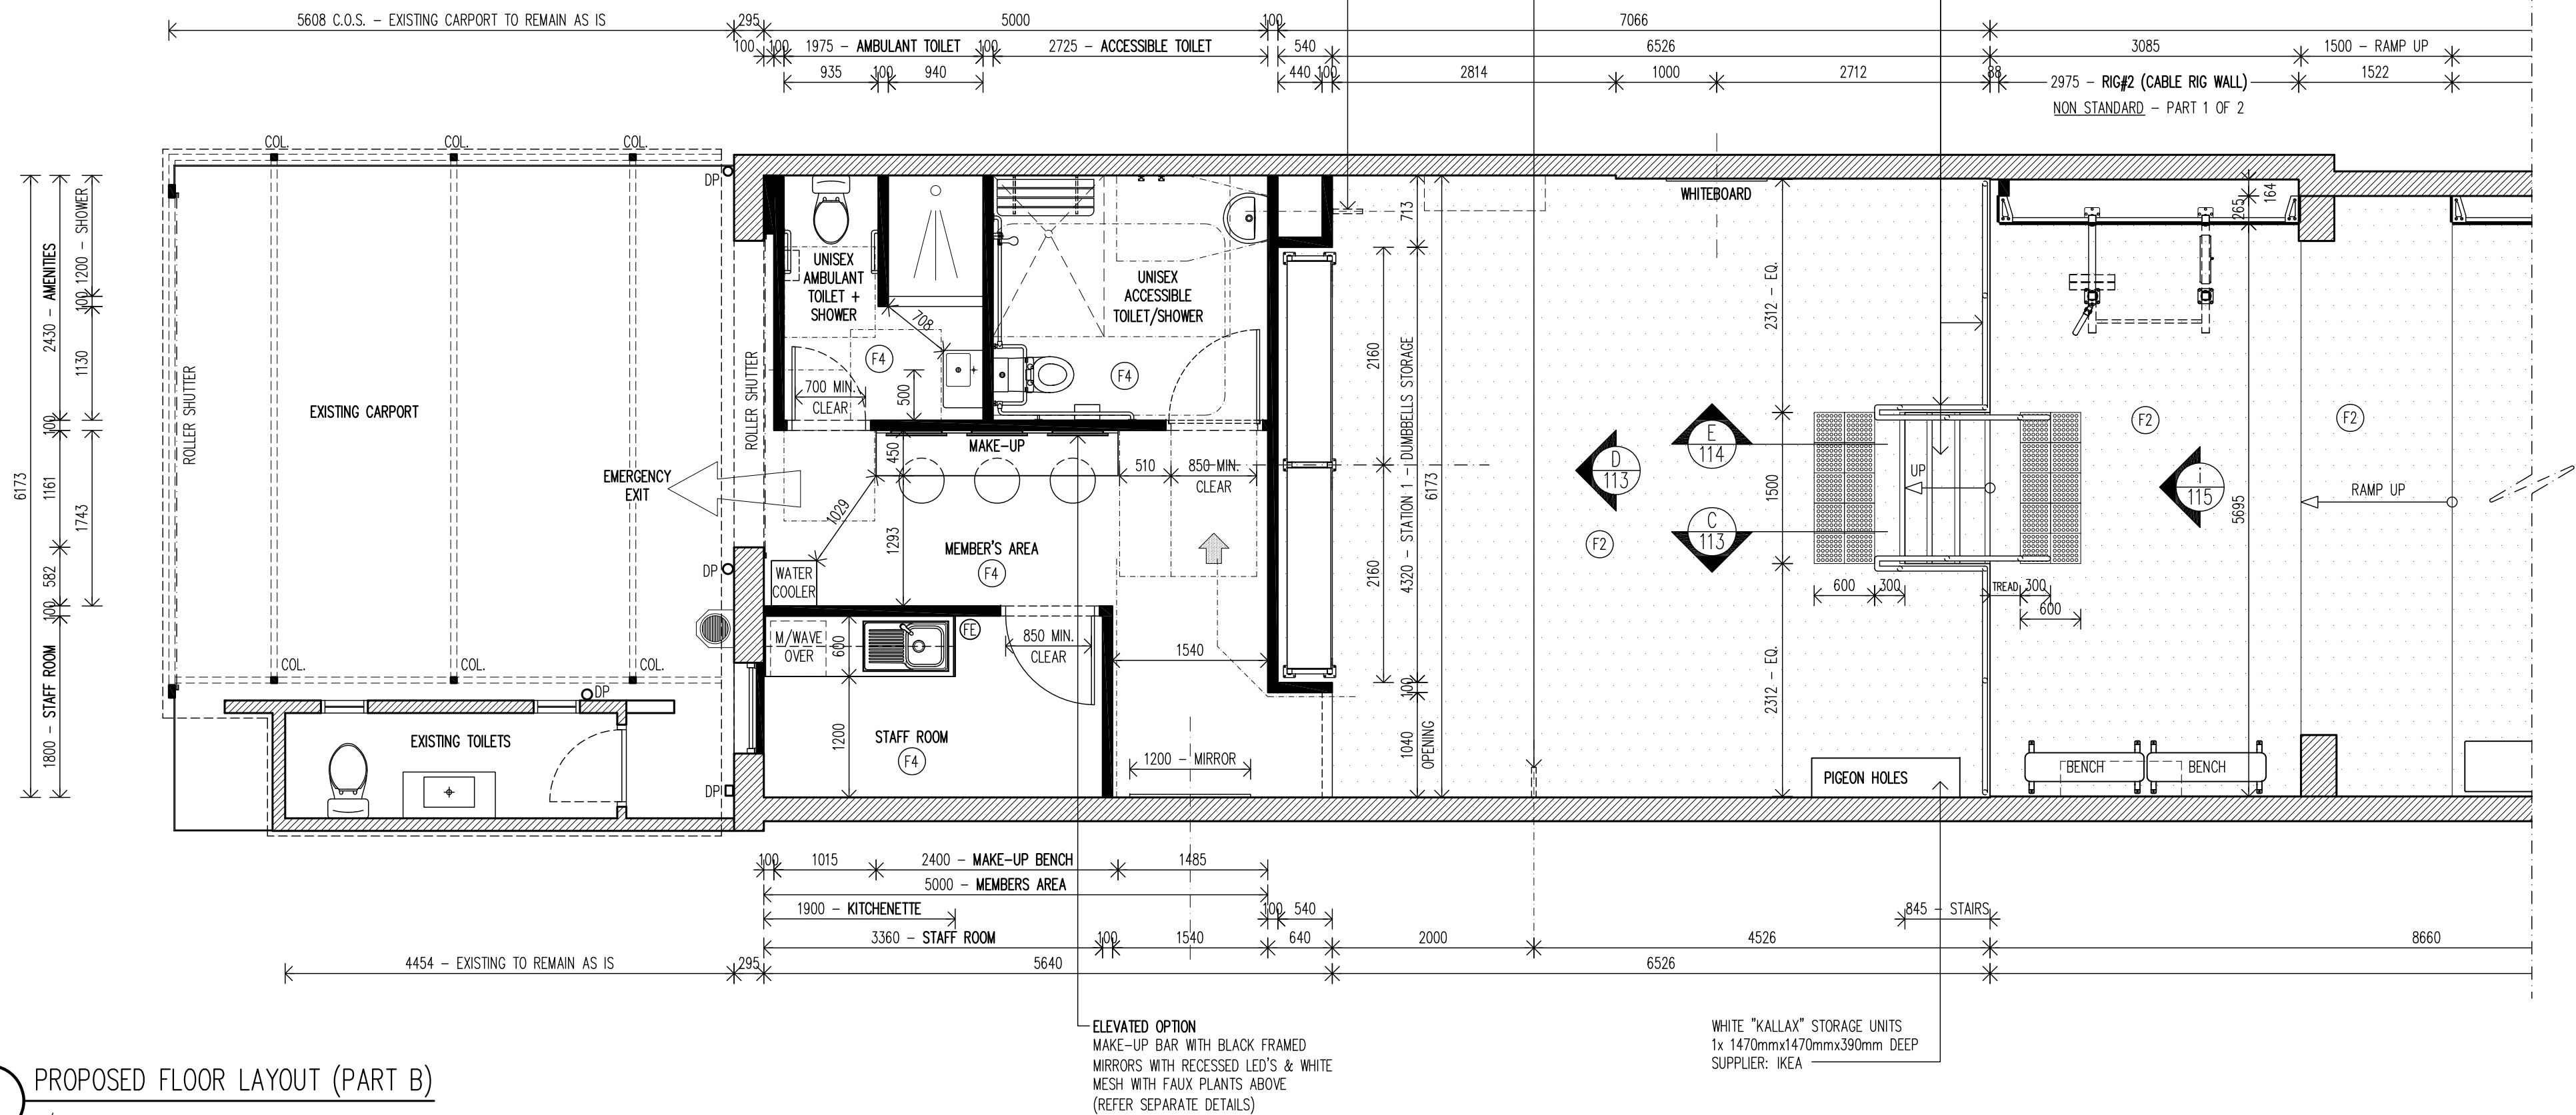 5608 C.O.S. – EXISTING CARPORT TO REMAIN AS IS
295
5000
100
7066
100
100
1975 – AMBULANT TOILET
100
2725 – ACCESSIBLE TOILET
540
6526
3085
1500 – RAMP UP
935
100
940
440
100
2814
1000
2712
88
2975 – RIG#2 (CABLE RIG WALL)
1522
NON STANDARD – PART 1 OF 2
COL.
COL.
COL.
DP
WHITEBOARD
6173
2430 – AMENITIES
1200 – SHOWER
100
1130
100
1161
1743
582
100
1800 – STAFF ROOM
ROLLER SHUTTER
EXISTING CARPORT
ROLLER SHUTTER
EMERGENCY
EXIT
UNISEX
AMBULANT
TOILET +
SHOWER
708
F4
700 MIN.
CLEAR
500
UNISEX
ACCESSIBLE
TOILET/SHOWER
F4
MAKE-UP
450
510
850 MIN.
CLEAR
1029
1293
MEMBER'S AREA
F4
DP
WATER
COOLER
M/WAVE
OVER
600
FE
850 MIN.
CLEAR
1540
1200
STAFF ROOM
F4
1200 – MIRROR
COL.
COL.
COL.
DP
EXISTING TOILETS
DP
713
2160
2160
4320 – STATION 1 – DUMBBELLS STORAGE
6173
100
1040
OPENING
2312 – EQ.
1500
2312 – EQ.
D
113
E
114
C
113
F2
UP
600
300
TREAD
300
600
PIGEON HOLES
265
164
F2
F2
I
115
5695
RAMP UP
BENCH
BENCH
100
1015
2400 – MAKE-UP BENCH
1485
5000 – MEMBERS AREA
1900 – KITCHENETTE
100
540
845 – STAIRS
3360 – STAFF ROOM
100
1540
640
2000
4526
8660
4454 – EXISTING TO REMAIN AS IS
295
5640
6526
ELEVATED OPTION
MAKE-UP BAR WITH BLACK FRAMED
MIRRORS WITH RECESSED LED'S & WHITE
MESH WITH FAUX PLANTS ABOVE
(REFER SEPARATE DETAILS)
WHITE "KALLAX" STORAGE UNITS
1x 1470mmx1470mmx390mm DEEP
SUPPLIER: IKEA
PROPOSED FLOOR LAYOUT (PART B)